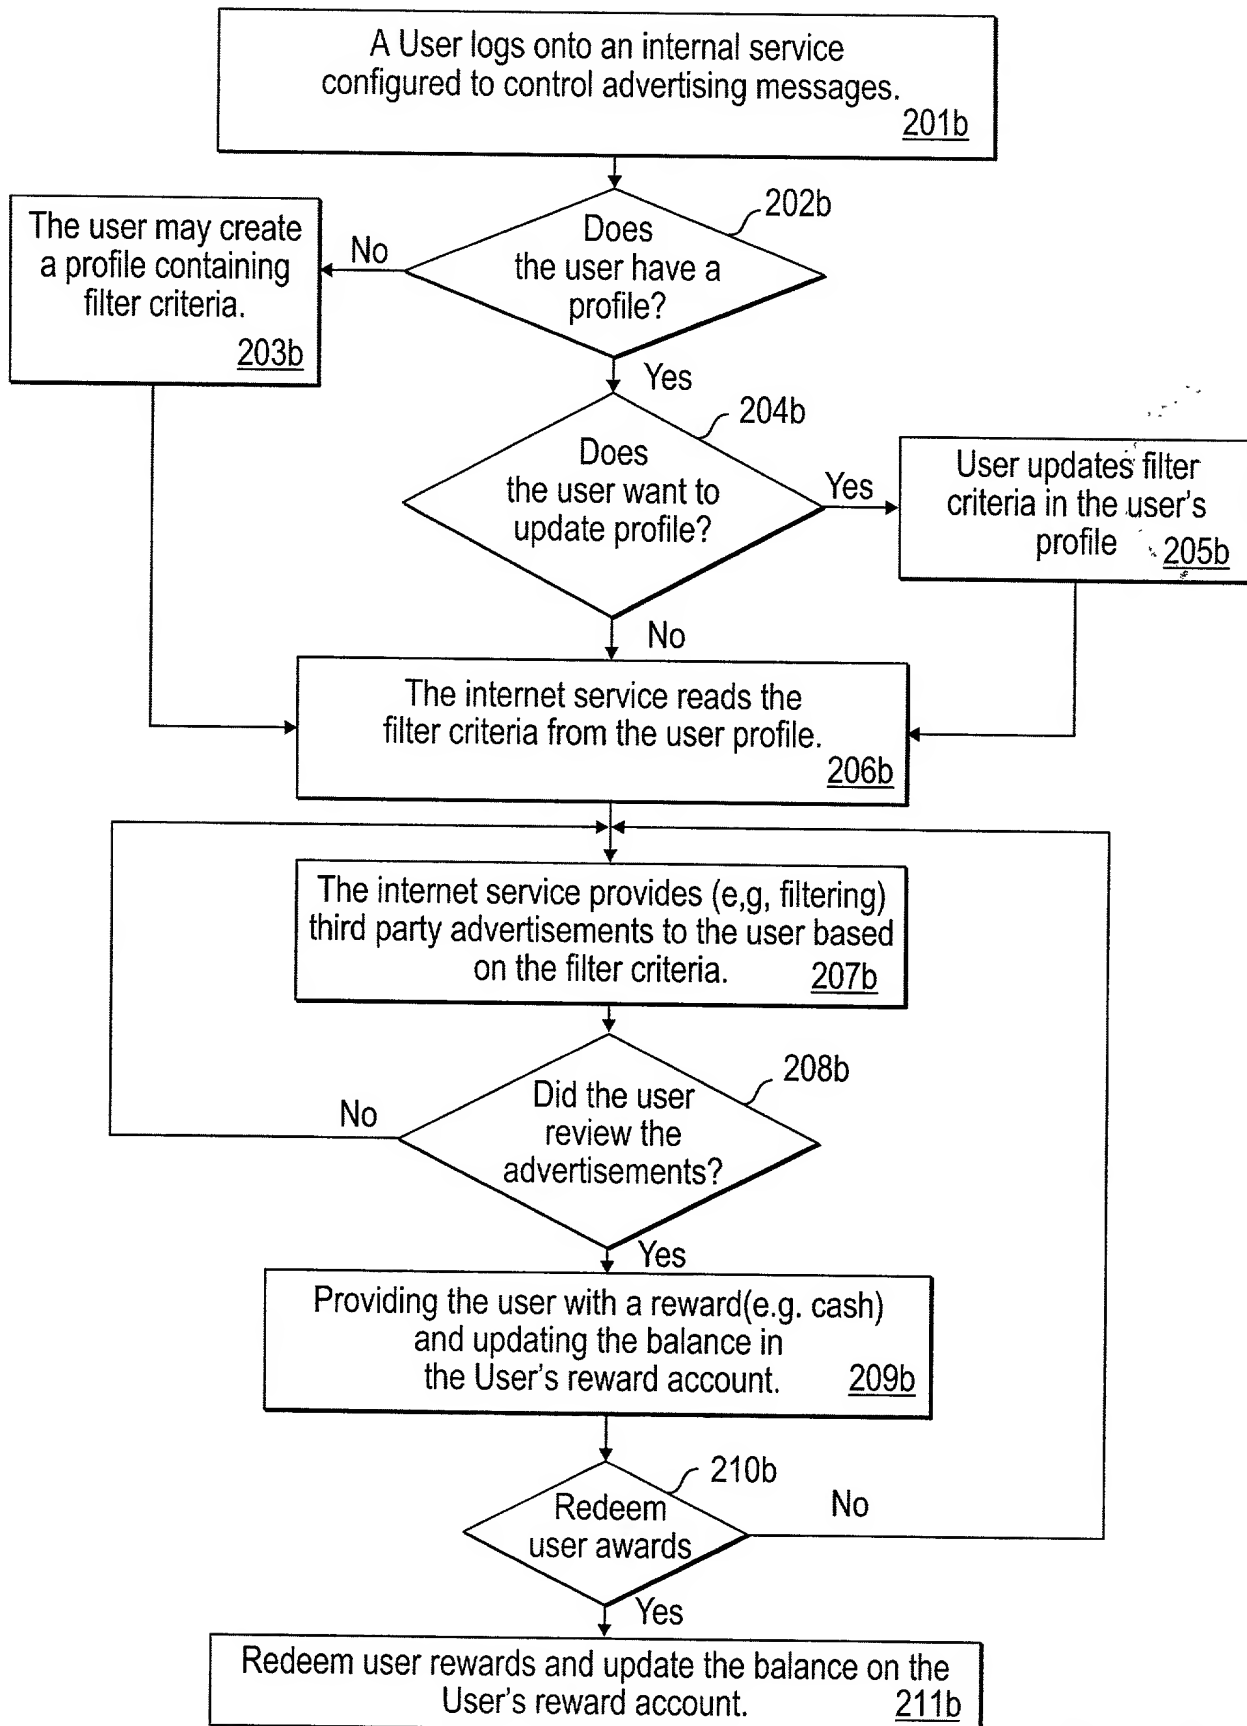 A User logs onto an internal service
configured to control advertising messages.
201b
202b
Does
the user have a
profile?
No
The user may create
a profile containing
filter criteria.
203b
Yes
204b
Does
the user want to
update profile?
Yes
User updates filter
criteria in the user's
profile 205b
No
The internet service reads the
filter criteria from the user profile.
206b
The internet service provides (e,g, filtering)
third party advertisements to the user based
on the filter criteria. 207b
208b
Did the user
review the
advertisements?
No
Yes
Providing the user with a reward(e.g. cash)
and updating the balance in
the User's reward account. 209b
210b
Redeem
user awards
No
Yes
Redeem user rewards and update the balance on the
User's reward account. 211b